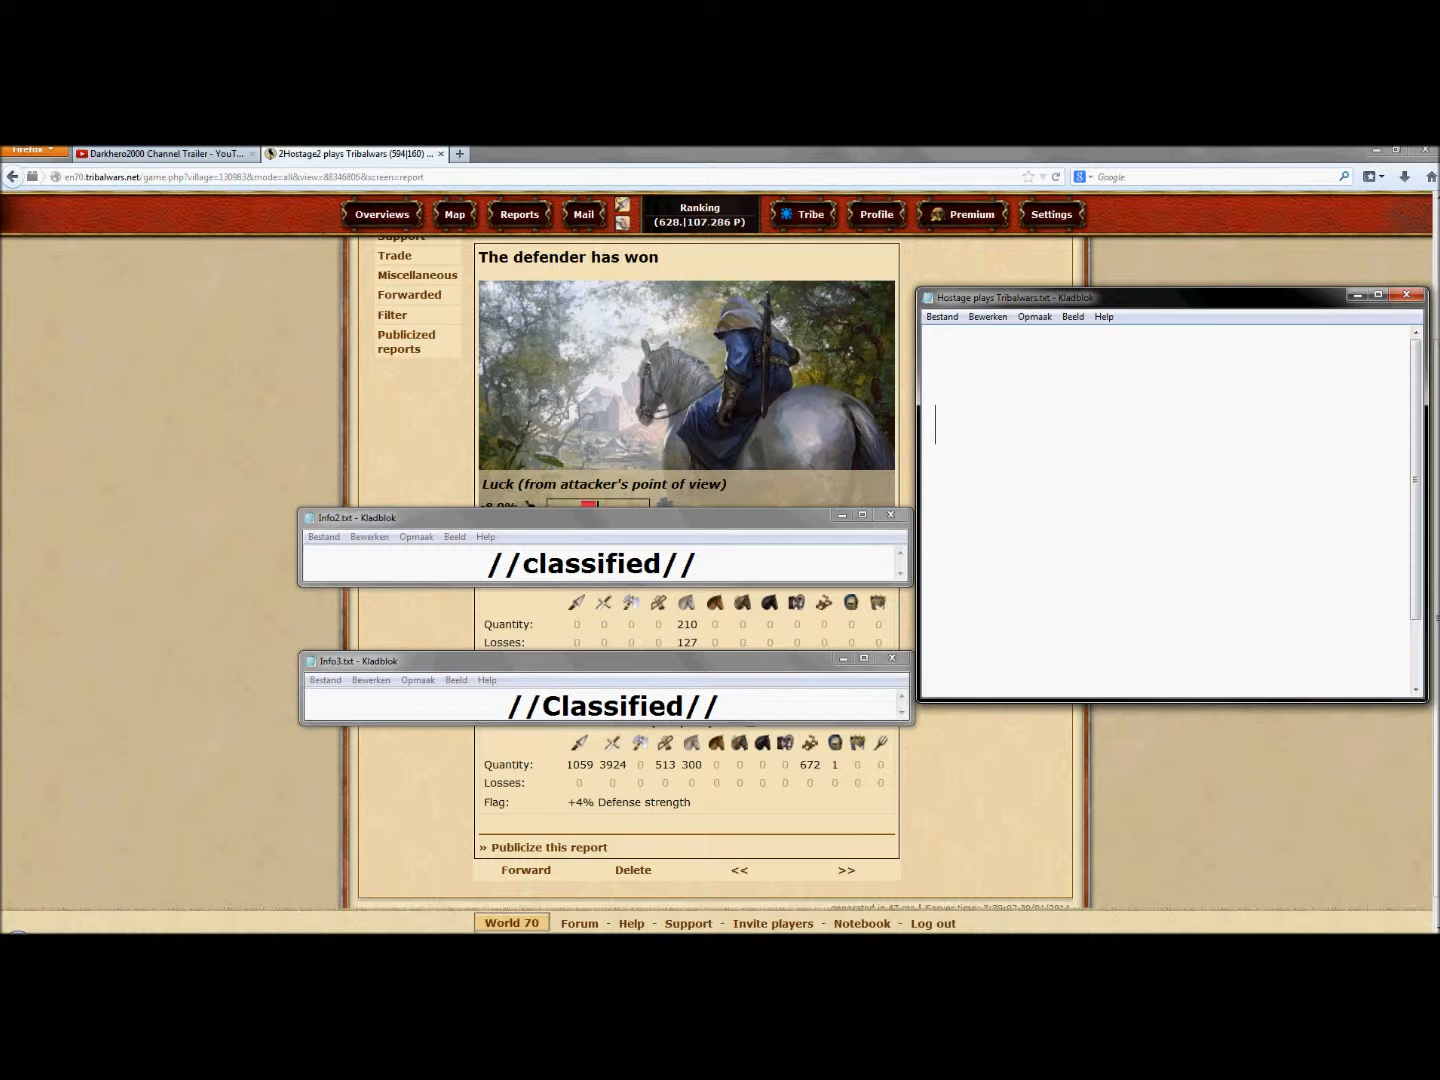 Firefox
Darkhero2000 Channel Trailer - YouT...
2Hostage2 plays Tribalwars (594|160) ...
en70.tribalwars.net/game.php?village=130983&mode=all&view=88346806&screen=report
Google
Overviews
Map
Reports
Mail
Ranking
(628.|107.286 P)
Tribe
Profile
Premium
Settings
Support
Trade
Miscellaneous
Forwarded
Filter
Publicized
reports
The defender has won
Luck (from attacker's point of view)
-8.0%
Hostage plays Tribalwars.txt - Kladblok
Bestand Bewerken Opmaak Beeld Help
Info2.txt - Kladblok
Bestand Bewerken Opmaak Beeld Help
//classified//
Quantity: 0 0 0 0 210 0 0 0 0 0 0 0
Losses: 0 0 0 0 127 0 0 0 0 0 0 0
Info3.txt - Kladblok
Bestand Bewerken Opmaak Beeld Help
//Classified//
Quantity: 1059 3924 0 513 300 0 0 0 0 672 1 0 0
Losses: 0 0 0 0 0 0 0 0 0 0 0 0 0
Flag: +4% Defense strength
» Publicize this report
Forward Delete << >>
World 70 Forum - Help - Support - Invite players - Notebook - Log out